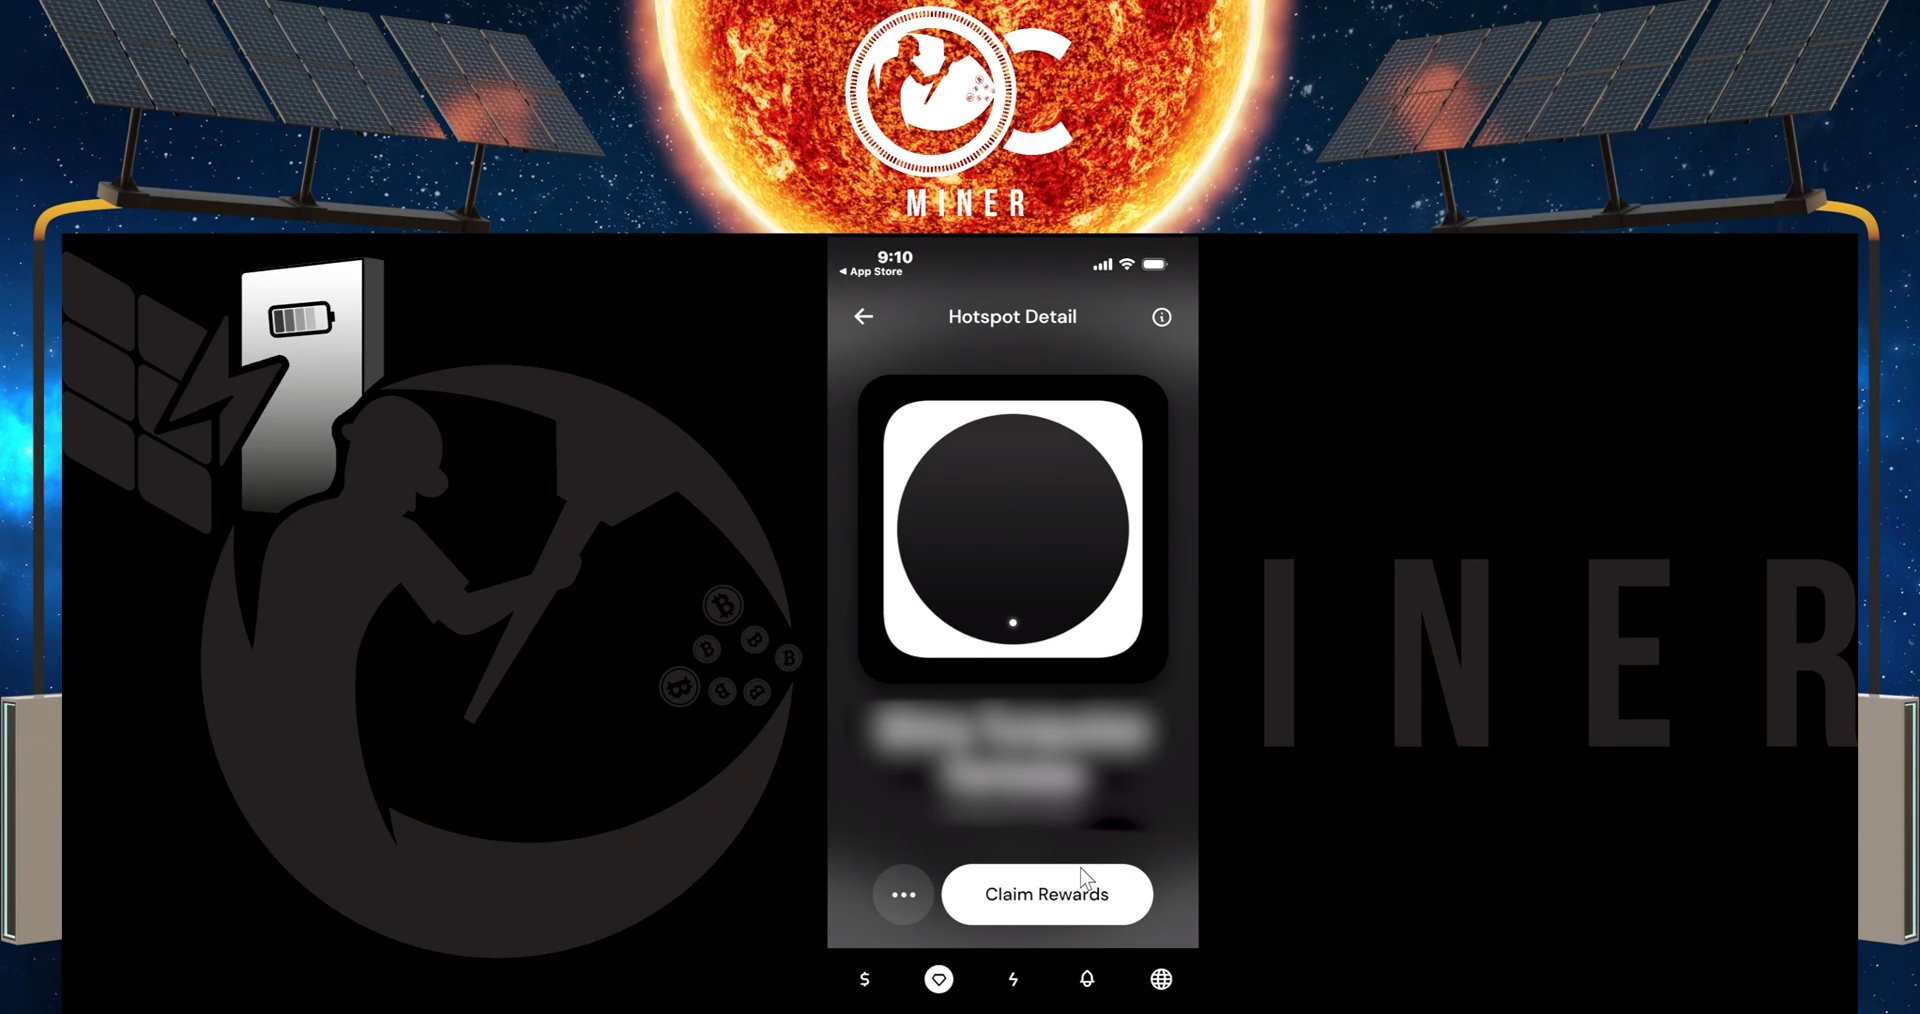 C
MINER
9:10
◀ App Store
Hotspot Detail
INER
Claim Rewards